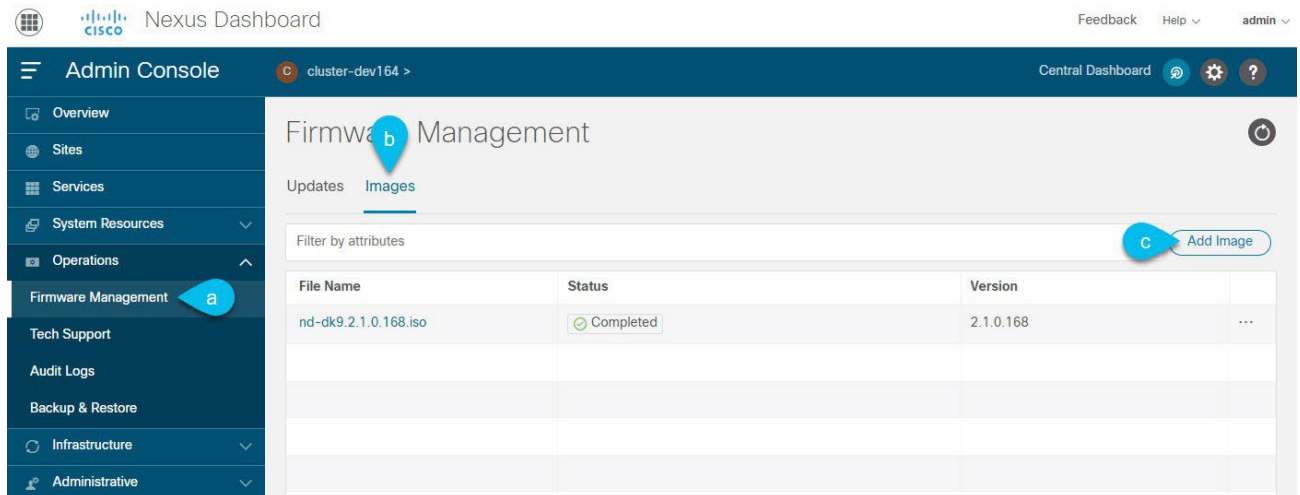 CISCO Nexus Dashboard Feedback Help admin
Admin Console C cluster-dev164 > Central Dashboard ?
Overview
Sites
Services
System Resources
Operations
Firmware Management a
Tech Support
Audit Logs
Backup & Restore
Infrastructure
Administrative
Firmware Management
b
Updates Images
Filter by attributes c Add Image
File Name Status Version
nd-dk9.2.1.0.168.iso Completed 2.1.0.168 ...